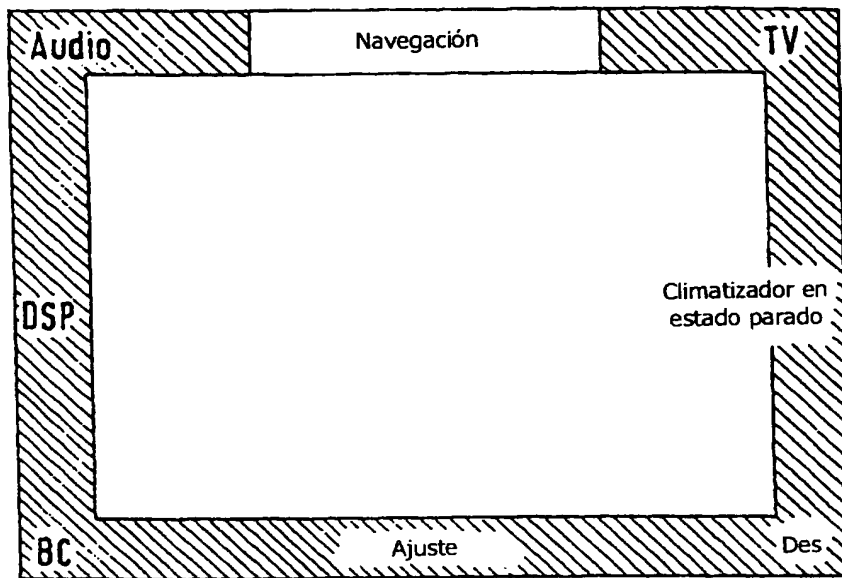 Audio
Navegación
TV
DSP
Climatizador en
estado parado
BC
Ajuste
Des